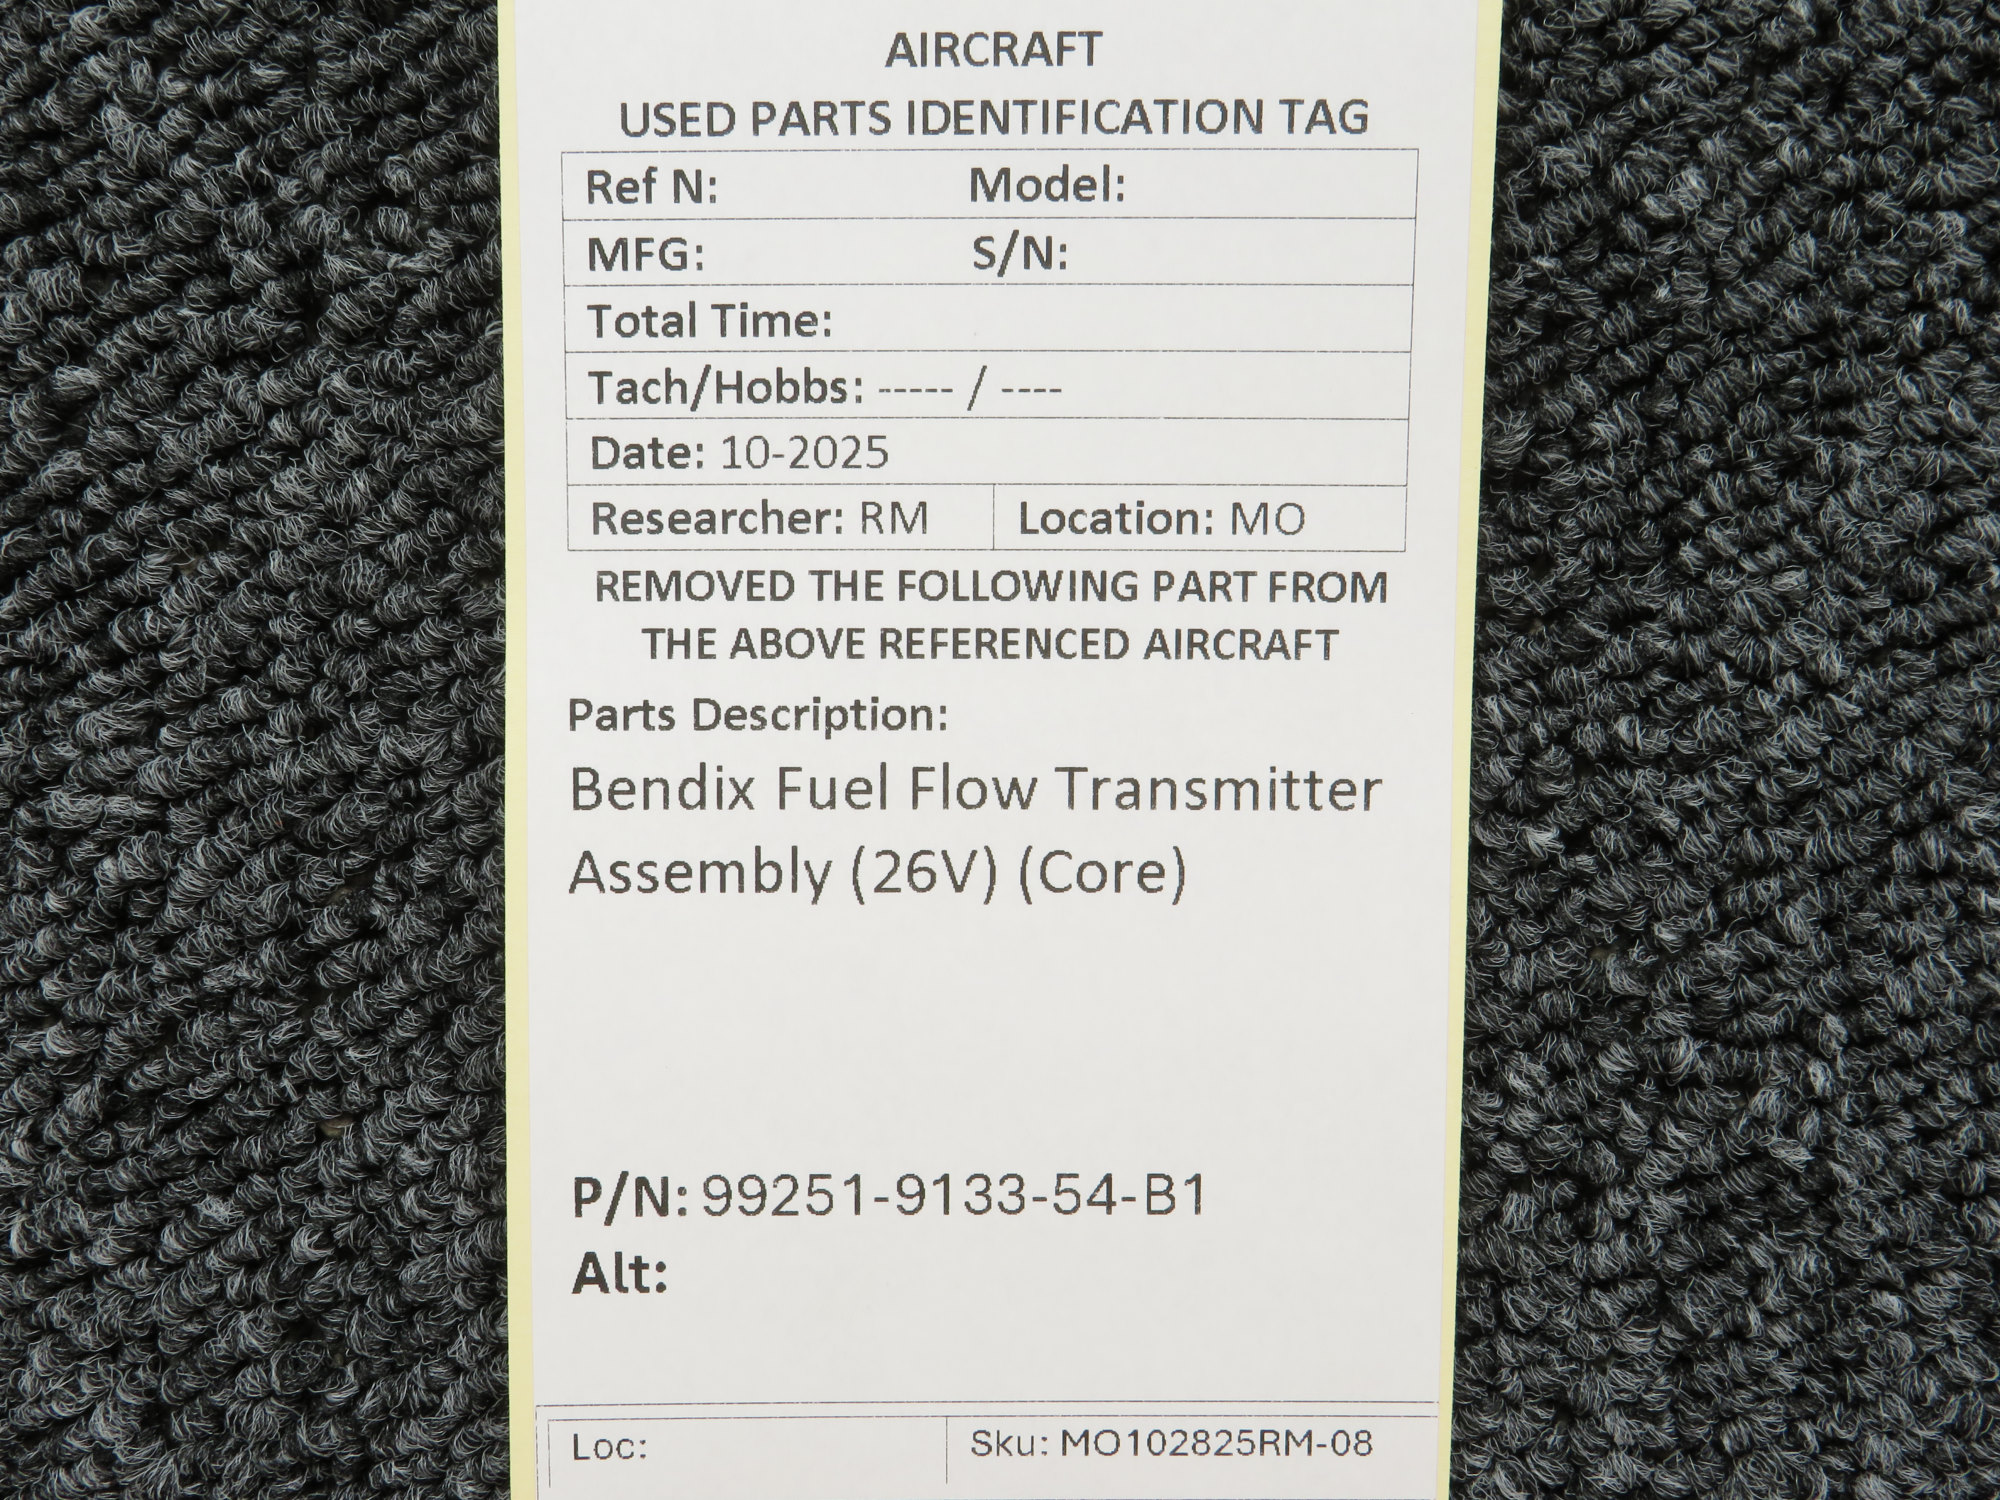 AIRCRAFT
USED PARTS IDENTIFICATION TAG
Ref N: Model:
MFG: S/N:
Total Time:
Tach/Hobbs: ----- / ----
Date: 10-2025
Researcher: RM Location: MO
REMOVED THE FOLLOWING PART FROM
THE ABOVE REFERENCED AIRCRAFT
Parts Description:
Bendix Fuel Flow Transmitter
Assembly (26V) (Core)
P/N: 99251-9133-54-B1
Alt:
Loc: Sku: MO102825RM-08